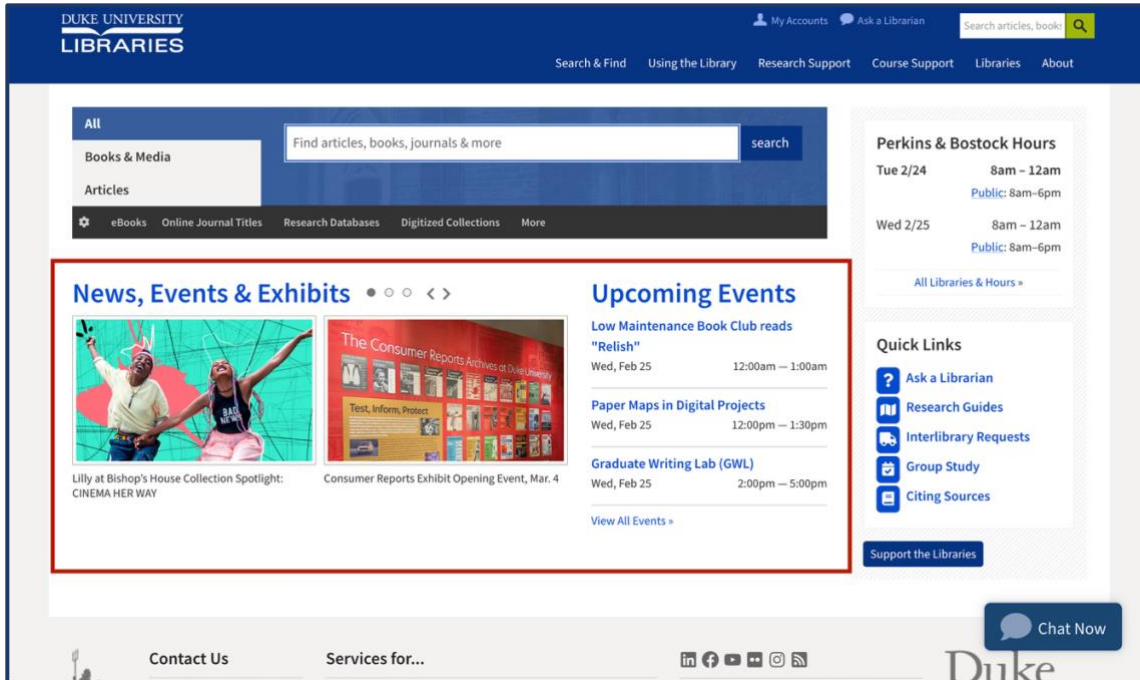 DUKE UNIVERSITY
LIBRARIES
My Accounts
Ask a Librarian
Search articles, books
Search & Find
Using the Library
Research Support
Course Support
Libraries
About
All
Books & Media
Articles
Find articles, books, journals & more
search
eBooks
Online Journal Titles
Research Databases
Digitized Collections
More
News, Events & Exhibits
BAD
NEWS
Lilly at Bishop's House Collection Spotlight:
CINEMA HER WAY
The Consumer Reports Archives at Duke University
Test, Inform, Protect
Consumer Reports Exhibit Opening Event, Mar. 4
Upcoming Events
Low Maintenance Book Club reads
"Relish"
Wed, Feb 25 12:00am — 1:00am
Paper Maps in Digital Projects
Wed, Feb 25 12:00pm — 1:30pm
Graduate Writing Lab (GWL)
Wed, Feb 25 2:00pm — 5:00pm
View All Events »
Perkins & Bostock Hours
Tue 2/24 8am – 12am
Public: 8am–6pm
Wed 2/25 8am – 12am
Public: 8am–6pm
All Libraries & Hours »
Quick Links
Ask a Librarian
Research Guides
Interlibrary Requests
Group Study
Citing Sources
Support the Libraries
Chat Now
Contact Us
Services for...
Duke